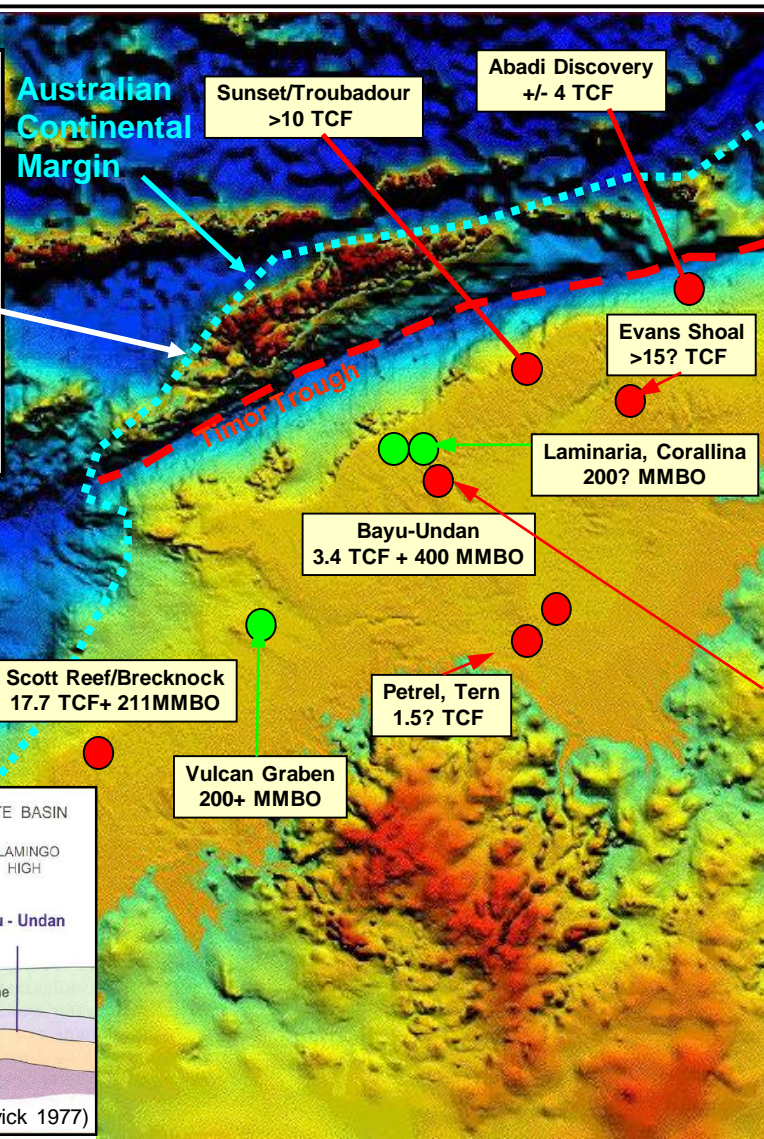 Australian
Continental
Margin
Sunset/Troubadour
>10 TCF
Abadi Discovery
+/- 4 TCF
Evans Shoal
>15? TCF
Timor Trough
Laminaria, Corallina
200? MMBO
Bayu-Undan
3.4 TCF + 400 MMBO
Scott Reef/Brecknock
17.7 TCF+ 211MMBO
Petrel, Tern
1.5? TCF
Vulcan Graben
200+ MMBO
TE BASIN
LAMINGO
HIGH
u - Undan
ne
vick 1977)